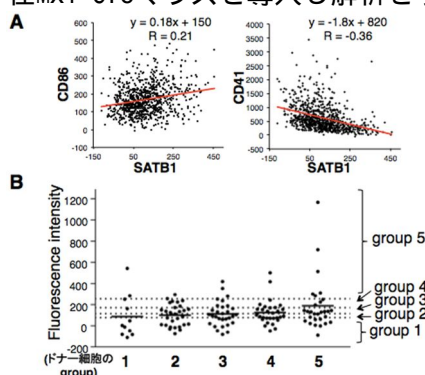 A
y = 0.18x + 150
R = 0.21
600
500
400
300
200
100
0
-100
CD86
-150
50
250
450
SATB1
y = -1.8x + 820
R = -0.36
4000
3500
3000
2500
2000
1500
1000
500
0
-500
CD41
-150
50
250
450
SATB1
B
Fluorescence intensity
1200
1000
800
600
400
200
0
-200
group 5
group 4
group 3
group 2
group 1
(ドナー細胞の
group)
1
2
3
4
5